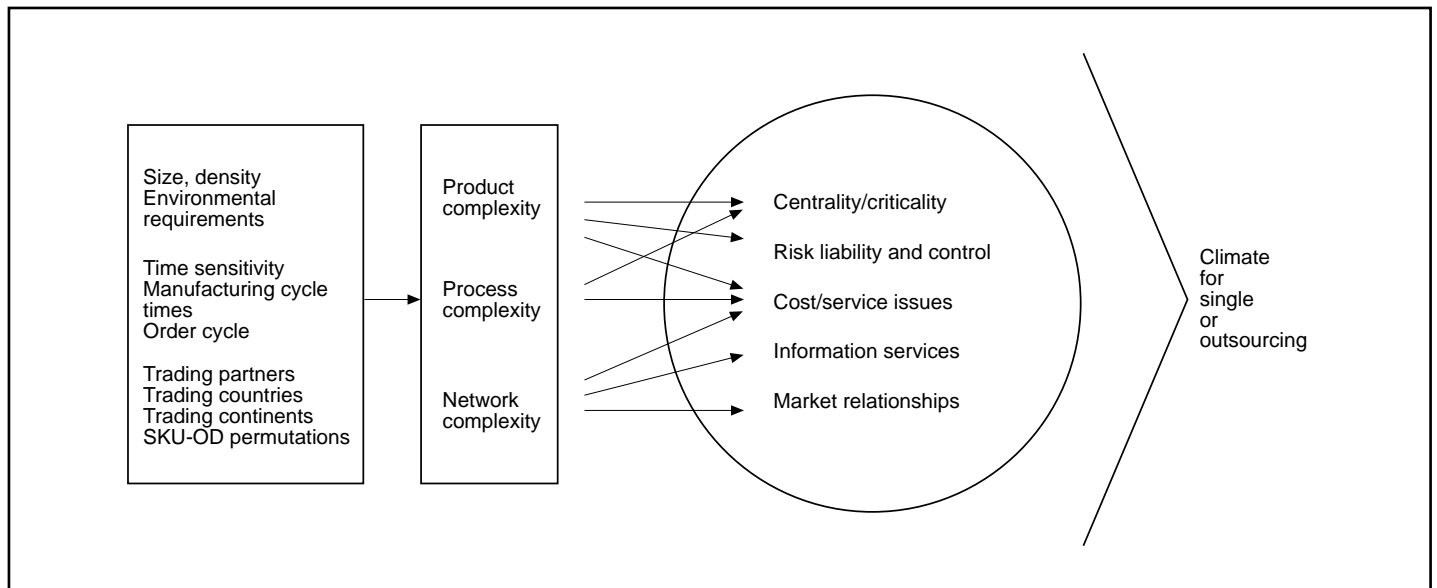 Size, density
Environmental
requirements
Time sensitivity
Manufacturing cycle
times
Order cycle
Trading partners
Trading countries
Trading continents
SKU-OD permutations
Product
complexity
Process
complexity
Network
complexity
Centrality/criticality
Risk liability and control
Cost/service issues
Information services
Market relationships
Climate
for
single
or
outsourcing